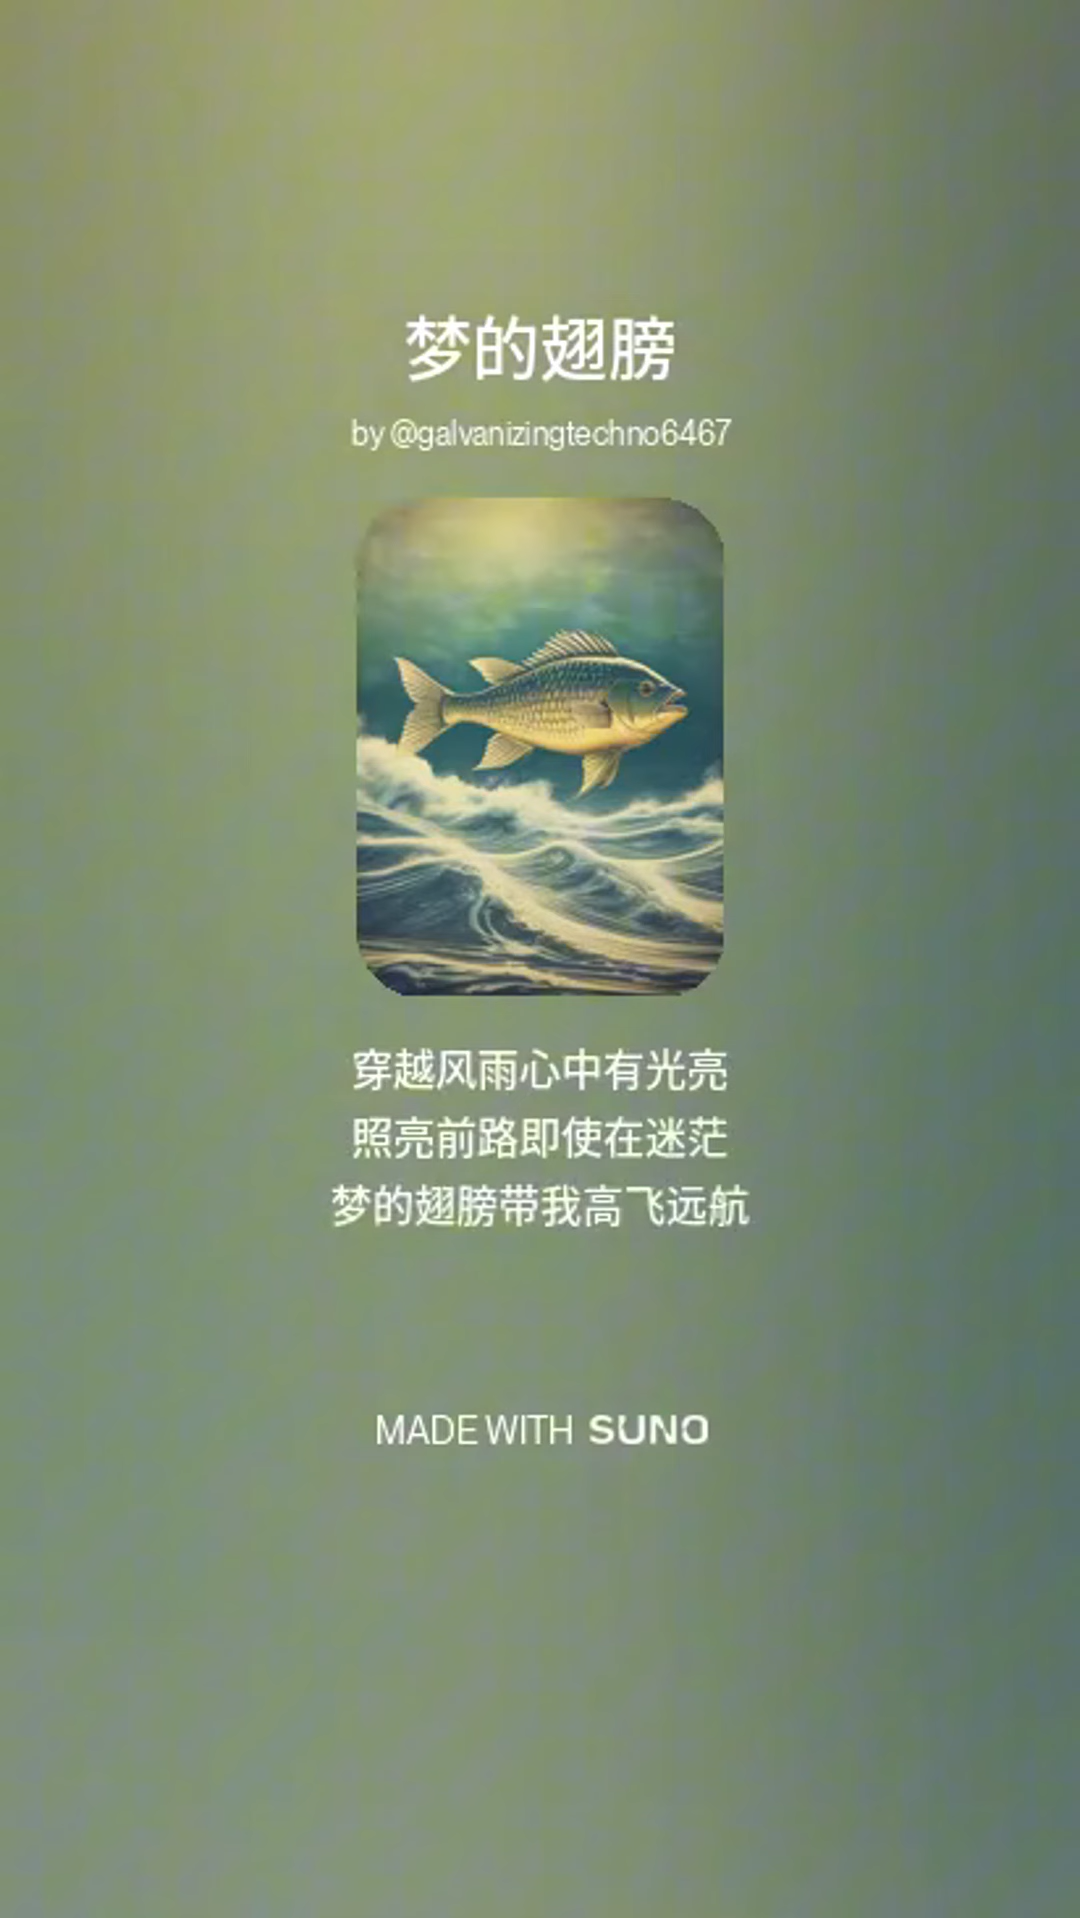 梦的翅膀
by @galvanizingtechno6467
穿越风雨心中有光亮
照亮前路即使在迷茫
梦的翅膀带我高飞远航
MADE WITH SUNO